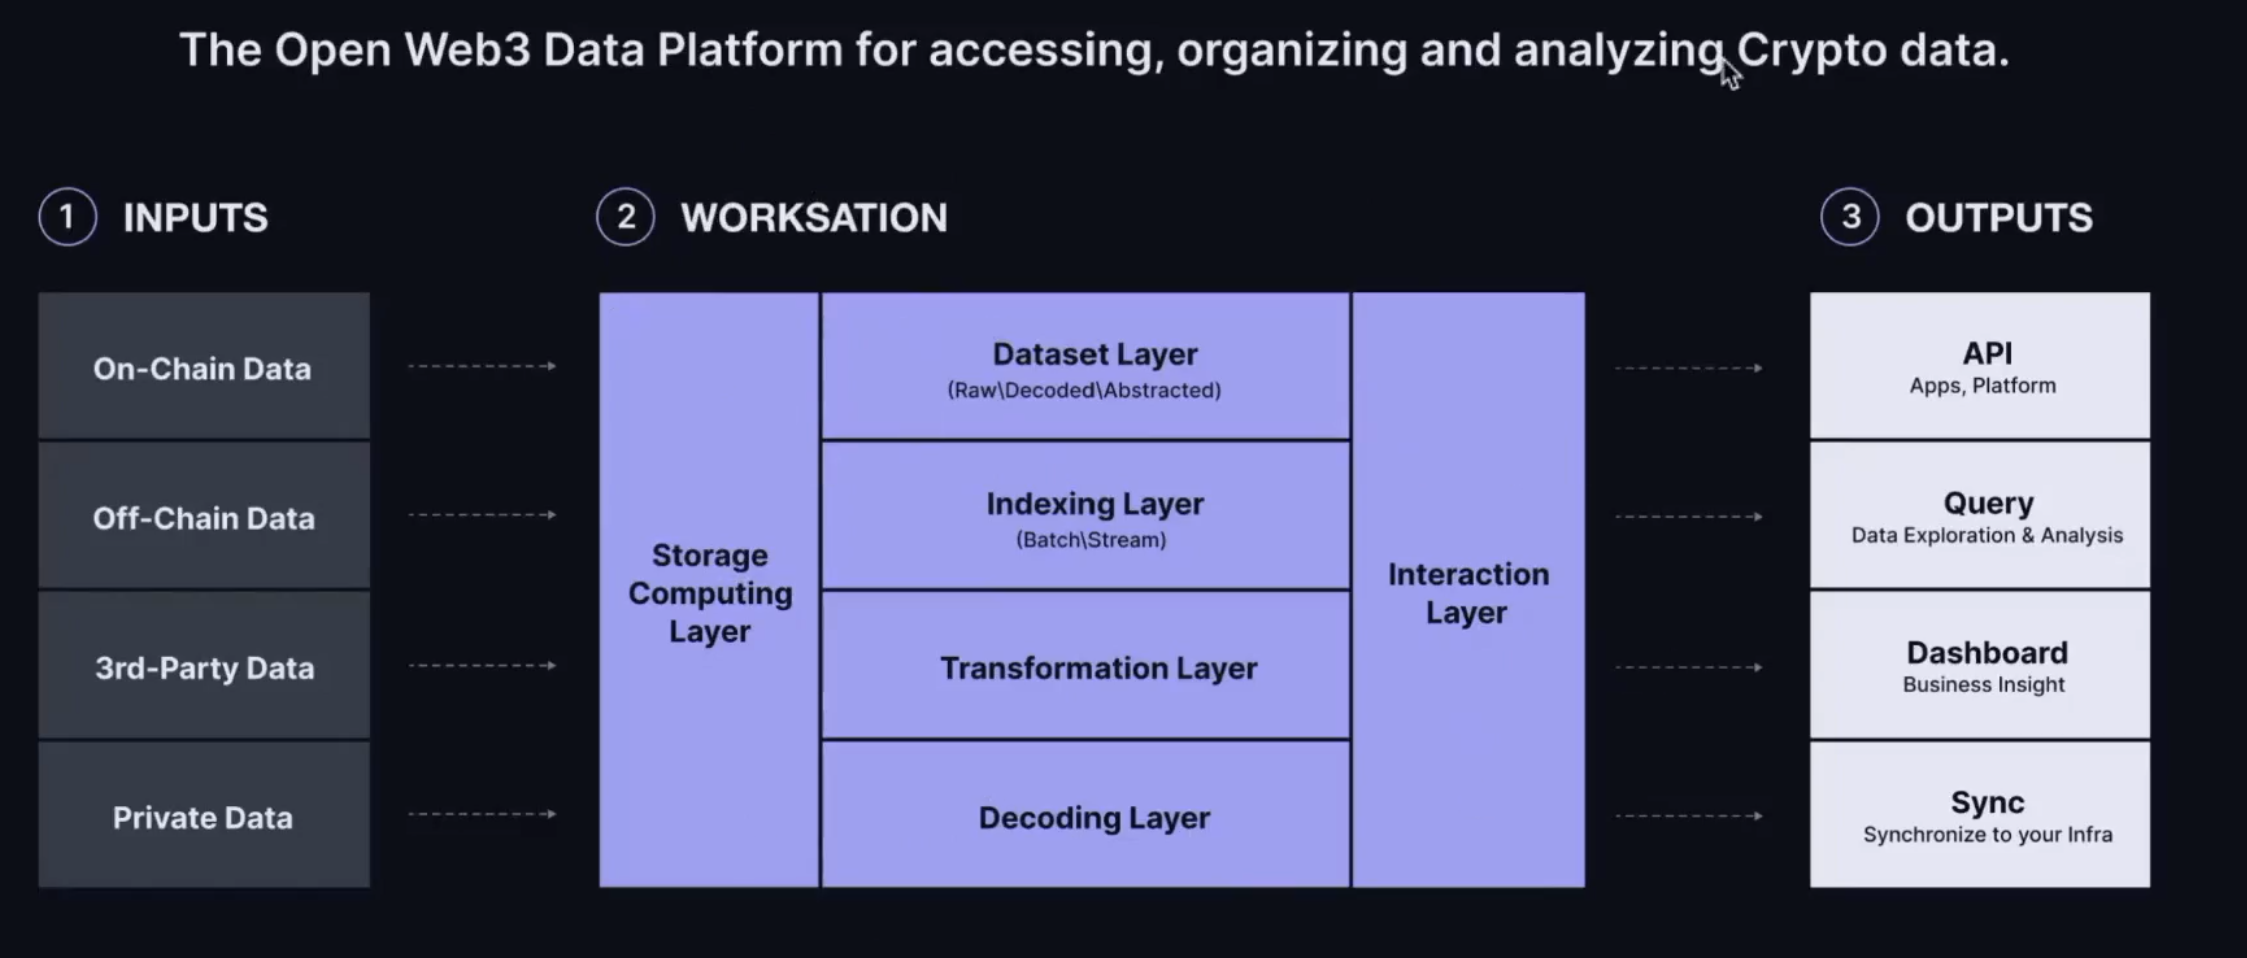 The Open Web3 Data Platform for accessing, organizing and analyzing Crypto data.
1 INPUTS
On-Chain Data
Off-Chain Data
3rd-Party Data
Private Data
2 WORKSATION
Storage
Computing
Layer
Dataset Layer
(Raw\Decoded\Abstracted)
Indexing Layer
(Batch\Stream)
Transformation Layer
Decoding Layer
Interaction
Layer
3 OUTPUTS
API
Apps, Platform
Query
Data Exploration & Analysis
Dashboard
Business Insight
Sync
Synchronize to your Infra